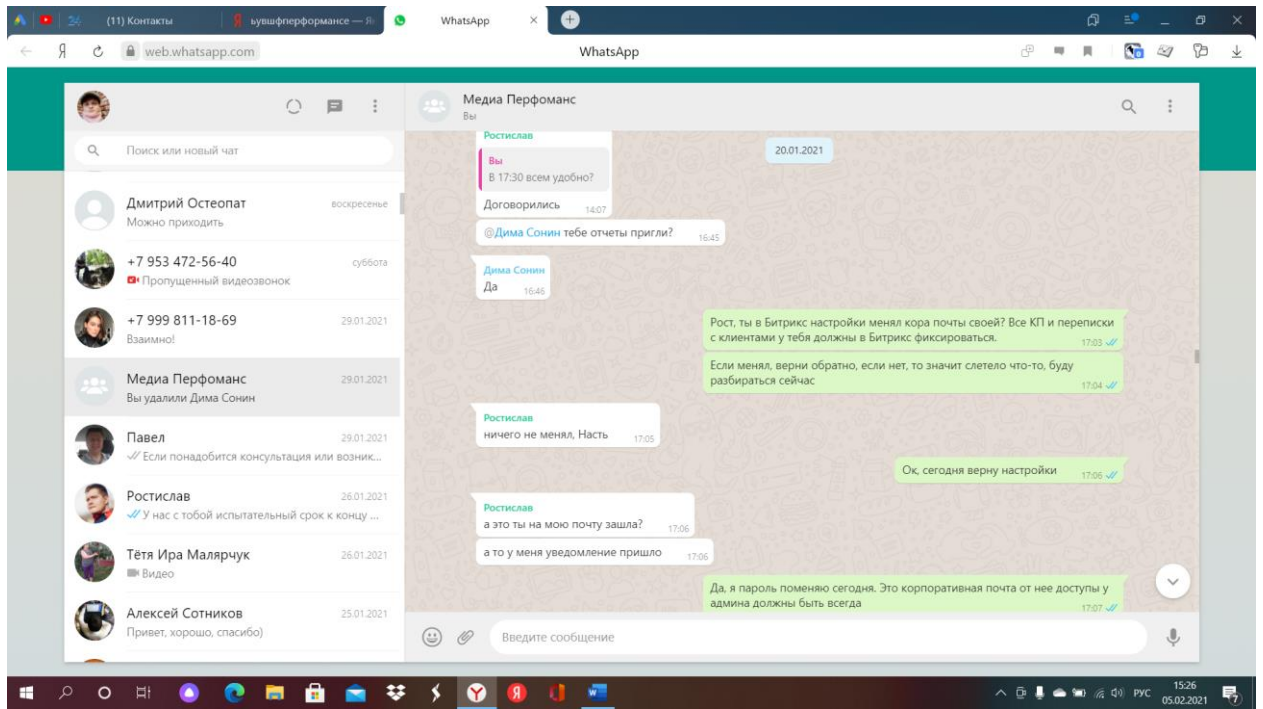 (11) Контакты
ьувшфперформансе — Я
WhatsApp
web.whatsapp.com
WhatsApp
Поиск или новый чат
Дмитрий Остеопат
воскресенье
Можно приходить
+7 953 472-56-40
суббота
Пропущенный видеозвонок
+7 999 811-18-69
29.01.2021
Взаимно!
Медиа Перфоманс
29.01.2021
Вы удалили Дима Сонин
Павел
29.01.2021
Если понадобится консультация или возник...
Ростислав
26.01.2021
У нас с тобой испытательный срок к концу ...
Тётя Ира Малярчук
26.01.2021
Видео
Алексей Сотников
25.01.2021
Привет, хорошо, спасибо)
Медиа Перфоманс
Вы
20.01.2021
Ростислав
Вы
В 17:30 всем удобно?
Договорились
14:07
@Дима Сонин тебе отчеты пригли?
16:45
Дима Сонин
Да
16:46
Рост, ты в Битрикс настройки менял кора почты своей? Все КП и переписки
с клиентами у тебя должны в Битрикс фиксироваться.
17:03
Если менял, верни обратно, если нет, то значит слетело что-то, буду
разбираться сейчас
17:04
Ростислав
ничего не менял, Насть
17:05
Ок, сегодня верну настройки
17:06
Ростислав
а это ты на мою почту зашла?
17:06
а то у меня уведомление пришло
17:06
Да, я пароль поменяю сегодня. Это корпоративная почта от нее доступы у
админа должны быть всегда
17:07
Введите сообщение
РУС
15:26
05.02.2021
7